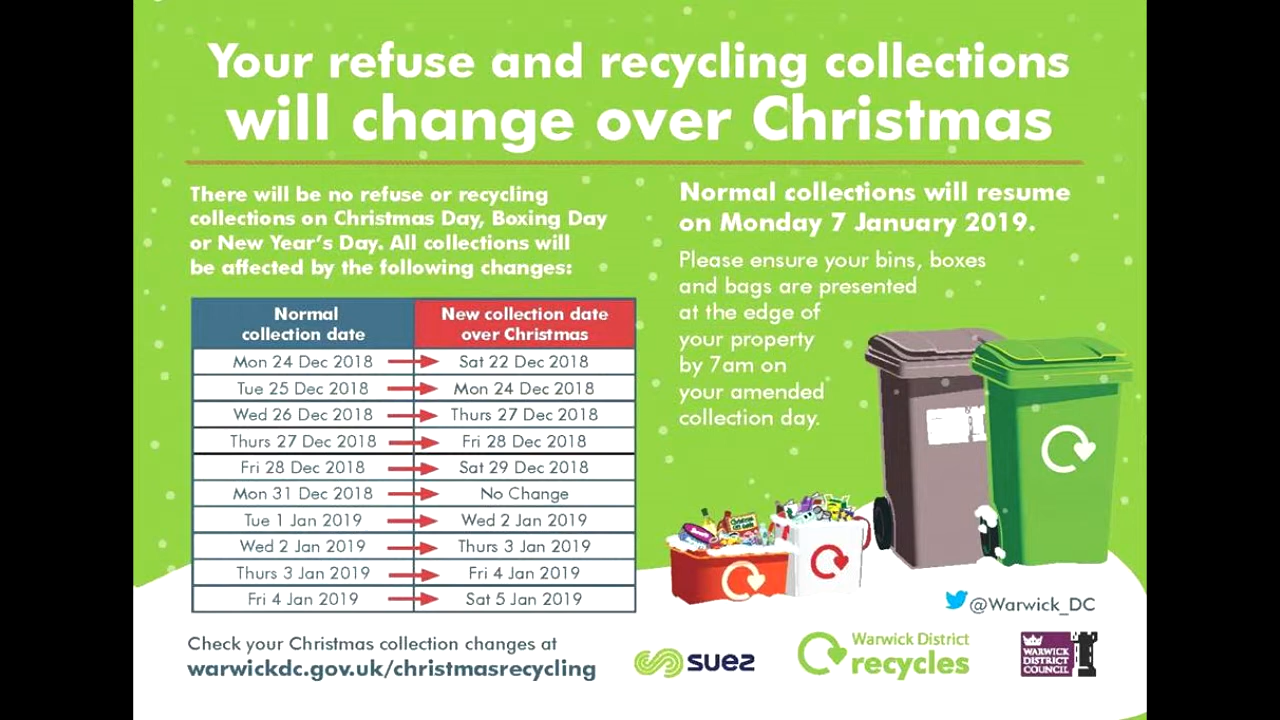 Your refuse and recycling collections
will change over Christmas
There will be no refuse or recycling
collections on Christmas Day, Boxing Day
or New Year's Day. All collections will
be affected by the following changes:
Normal collection date New collection date over Christmas
Mon 24 Dec 2018 Sat 22 Dec 2018
Tue 25 Dec 2018 Mon 24 Dec 2018
Wed 26 Dec 2018 Thurs 27 Dec 2018
Thurs 27 Dec 2018 Fri 28 Dec 2018
Fri 28 Dec 2018 Sat 29 Dec 2018
Mon 31 Dec 2018 No Change
Tue 1 Jan 2019 Wed 2 Jan 2019
Wed 2 Jan 2019 Thurs 3 Jan 2019
Thurs 3 Jan 2019 Fri 4 Jan 2019
Fri 4 Jan 2019 Sat 5 Jan 2019
Check your Christmas collection changes at
warwickdc.gov.uk/christmasrecycling
Normal collections will resume
on Monday 7 January 2019.
Please ensure your bins, boxes
and bags are presented
at the edge of
your property
by 7am on
your amended
collection day.
@Warwick_DC
suez
Warwick District
recycles
WARWICK
DISTRICT
COUNCIL